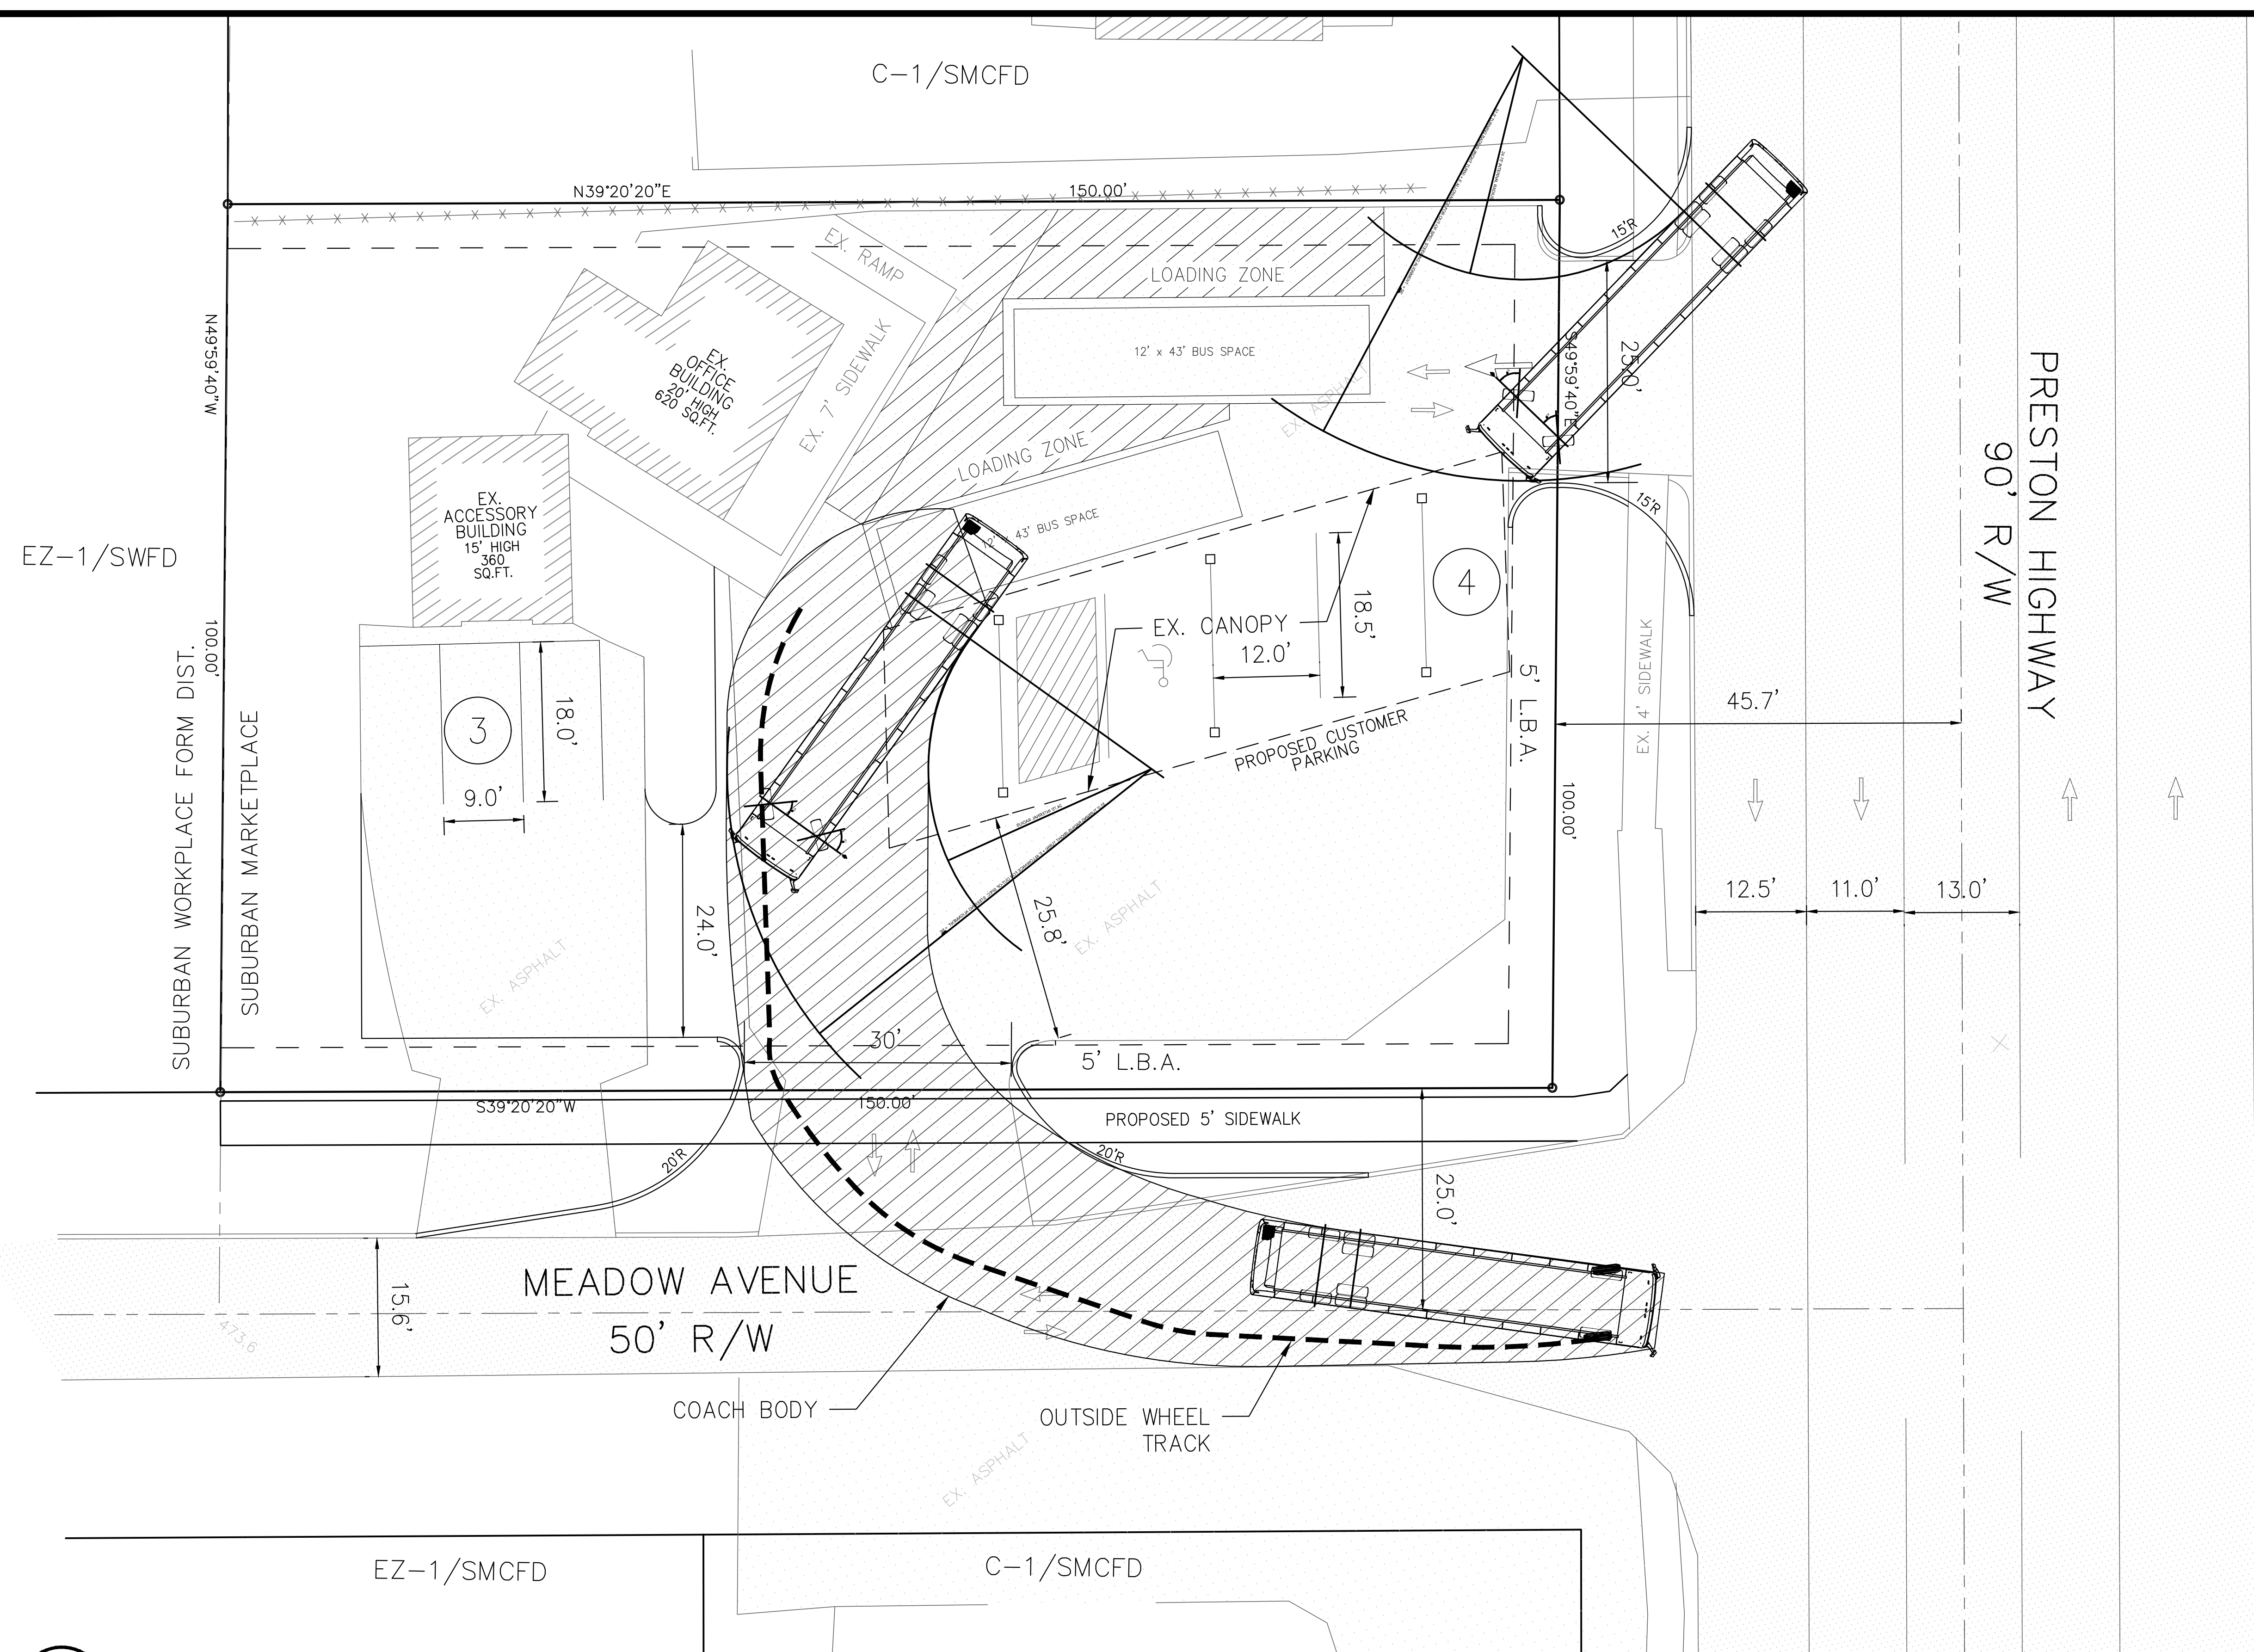 C-1/SMCFD
N39°20'20"E
150.00'
15'R
EX. RAMP
LOADING ZONE
12' x 43' BUS SPACE
EX. 7' SIDEWALK
EX.
OFFICE
BUILDING
20' HIGH
620 SQ.FT.
N49°59'40"W
100.00'
EX. ASPHALT
S49°59'40"E
25.0'
PRESTON HIGHWAY
90' R/W
LOADING ZONE
12' 43' BUS SPACE
EX.
ACCESSORY
BUILDING
15' HIGH
360
SQ.FT.
EZ-1/SWFD
15'R
4
EX. CANOPY
12.0'
18.5'
5' L.B.A.
EX. 4' SIDEWALK
45.7'
3
18.0'
9.0'
PROPOSED CUSTOMER
PARKING
100.00'
SUBURBAN WORKPLACE FORM DIST.
SUBURBAN MARKETPLACE
12.5'
11.0'
13.0'
24.0'
25.8'
EX. ASPHALT
EX. ASPHALT
30'
5' L.B.A.
S39°20'20"W
150.00'
PROPOSED 5' SIDEWALK
20'R
20'R
25.0'
15.6'
MEADOW AVENUE
50' R/W
473.6
COACH BODY
OUTSIDE WHEEL
TRACK
EX. ASPHALT
EZ-1/SMCFD
C-1/SMCFD